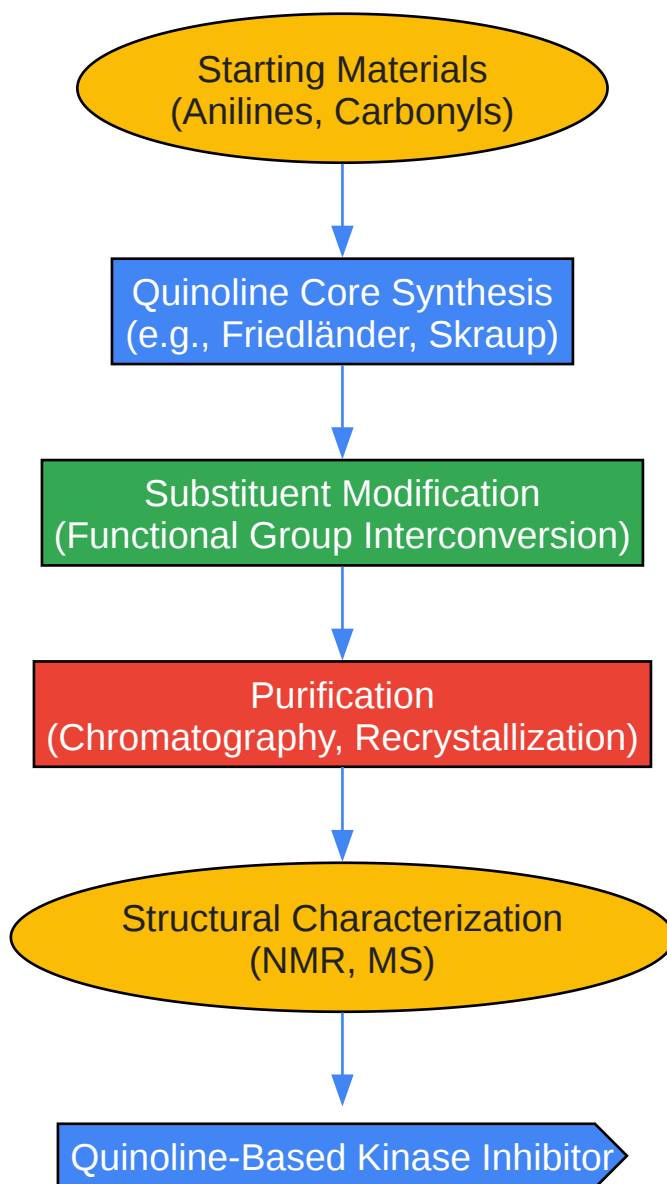 Starting Materials
(Anilines, Carbonyls)
Quinoline Core Synthesis
(e.g., Friedländer, Skraup)
Substituent Modification
(Functional Group Interconversion)
Purification
(Chromatography, Recrystallization)
Structural Characterization
(NMR, MS)
Quinoline-Based Kinase Inhibitor